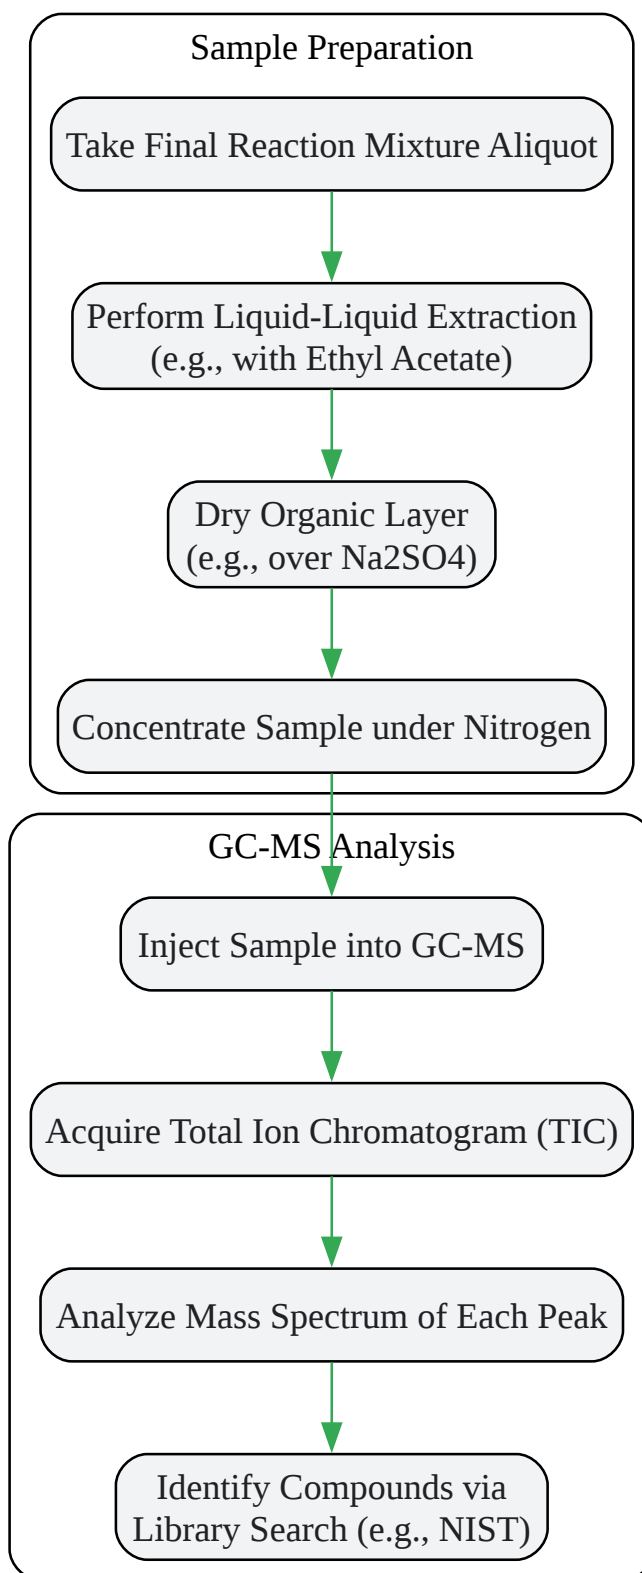 Sample Preparation
Take Final Reaction Mixture Aliquot
Perform Liquid-Liquid Extraction
(e.g., with Ethyl Acetate)
Dry Organic Layer
(e.g., over Na2SO4)
Concentrate Sample under Nitrogen
GC-MS Analysis
Inject Sample into GC-MS
Acquire Total Ion Chromatogram (TIC)
Analyze Mass Spectrum of Each Peak
Identify Compounds via
Library Search (e.g., NIST)